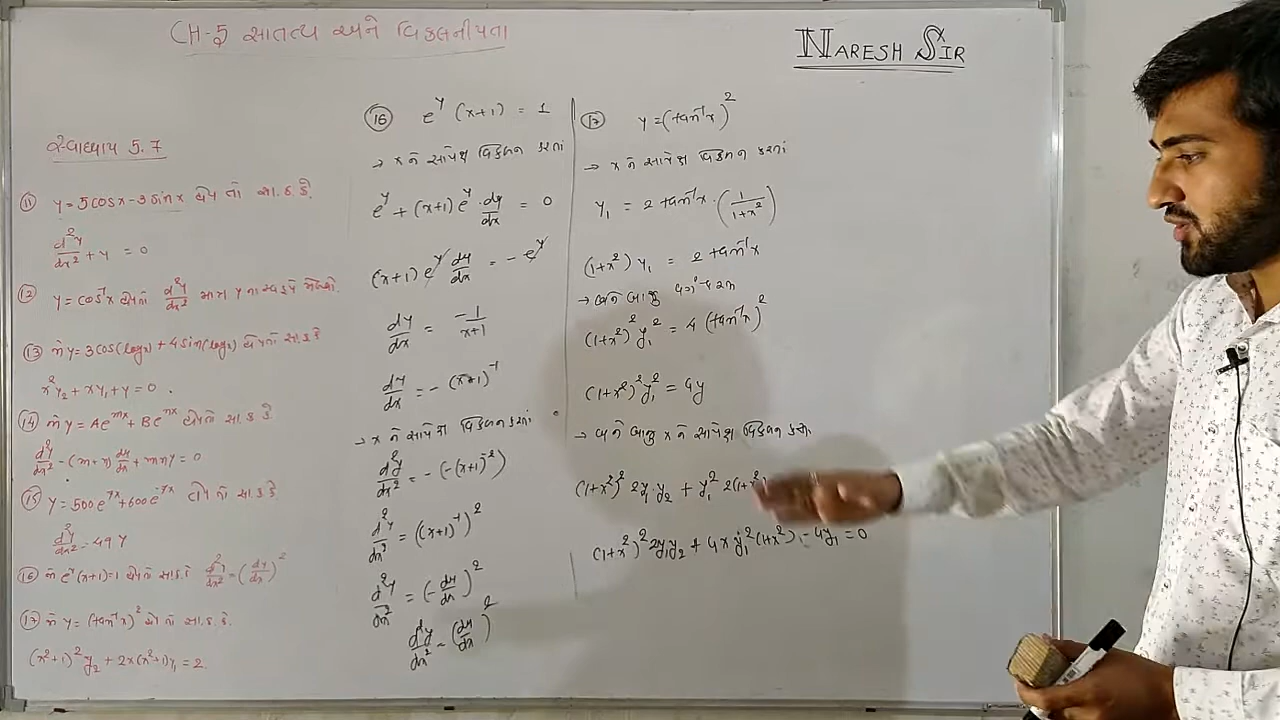 CH-5 સાતત્ય અને વિકલનીયતા
NARESH SIR
સ્વાધ્યાય 5.7
⑪ y = 5cosx - 3sinx હોય તો સા.ક.કે.
d²y/dx² + y = 0
⑫ y = cos⁻¹x હોય તો d²y/dx² માત્ર y ના સ્વરૂપે મેળવો.
⑬ જો y = 3cos(logx) + 4sin(logx) હોય તો સા.ક.કે
x²y₂ + xy₁ + y = 0 .
⑭ જો y = Ae^mx + Be^nx હોય તો સા.ક.કે
d²y/dx² - (m+n) dy/dx + mny = 0
⑮ y = 500e^7x + 600e^-7x હોય તો સા.ક.કે
d²y/dx² = 49y
⑯ જો e^y (x+1) = 1 હોય તો સા.ક.કે d²y/dx² = (dy/dx)²
⑰ જો y = (tan⁻¹x)² હોય તો સા.ક.કે.
(x²+1)² y₂ + 2x(x²+1)y₁ = 2
⑯ e^y (x+1) = 1
→ x ને સાપેક્ષ વિકલન કરતાં
e^y + (x+1) e^y · dy/dx = 0
(x+1) e^y dy/dx = - e^y
dy/dx = -1/(x+1)
dy/dx = - (x+1)⁻¹
→ x ને સાપેક્ષ વિકલન કરતાં
d²y/dx² = - (-(x+1)⁻²)
d²y/dx² = ((x+1)⁻¹)²
d²y/dx² = (- dy/dx)²
d²y/dx² = (dy/dx)²
⑰ y = (tan⁻¹x)²
→ x ને સાપેક્ષ વિકલન કરતાં
y₁ = 2 tan⁻¹x · (1/(1+x²))
(1+x²) y₁ = 2 tan⁻¹x
→ બંને બાજુ વર્ગ કરતા
(1+x²)² y₁² = 4 (tan⁻¹x)²
(1+x²)² y₁² = 4y
→ બંને બાજુ x ને સાપેક્ષ વિકલન કરતા.
(1+x²)² 2y₁y₂ + y₁² 2(1+x²)
(1+x²)² 2y₁y₂ + 4x y₁² (1+x²) - 4y₁ = 0